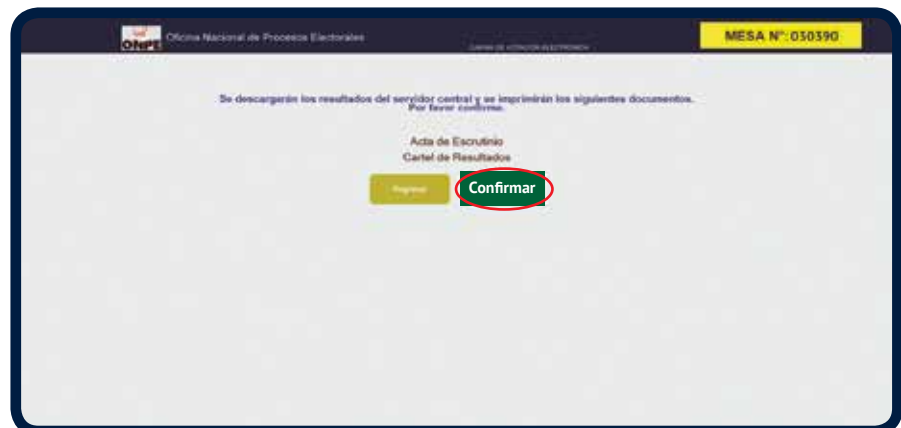 ONPE
Oficina Nacional de Procesos Electorales
MESA N°: 030390
Se descargarán los resultados del servidor central y se imprimirán los siguientes documentos.
Por favor confirme.
Acta de Escrutinio
Cartel de Resultados
Regresar
Confirmar